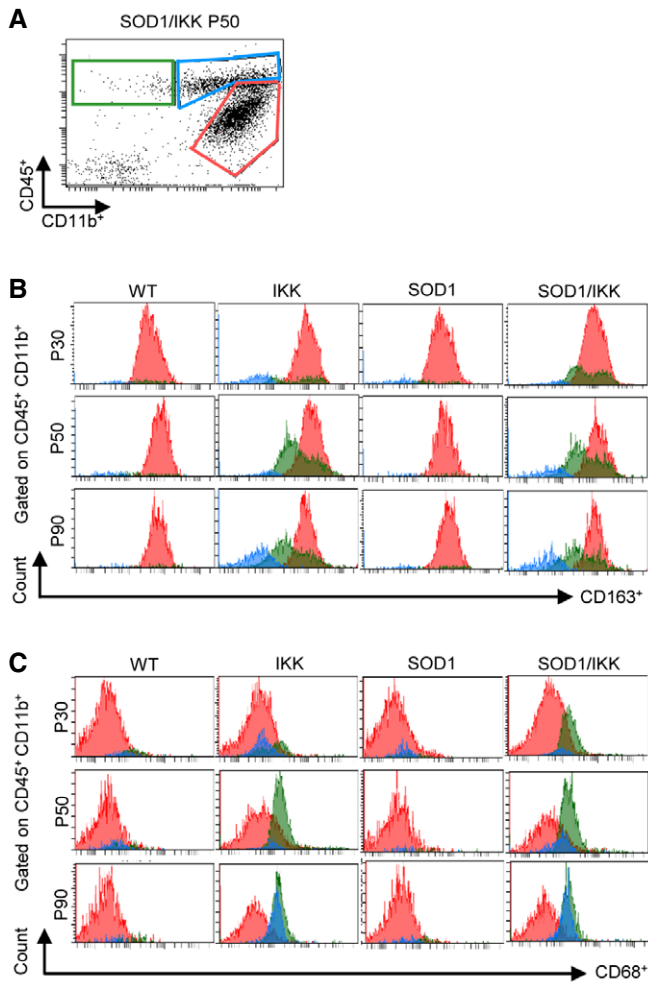 A
SOD1/IKK P50
CD45⁺
CD11b⁺
B
WT IKK SOD1 SOD1/IKK
Gated on CD45⁺ CD11b⁺
P30
P50
P90
Count
CD163⁺
C
WT IKK SOD1 SOD1/IKK
Gated on CD45⁺ CD11b⁺
P30
P50
P90
Count
CD68⁺